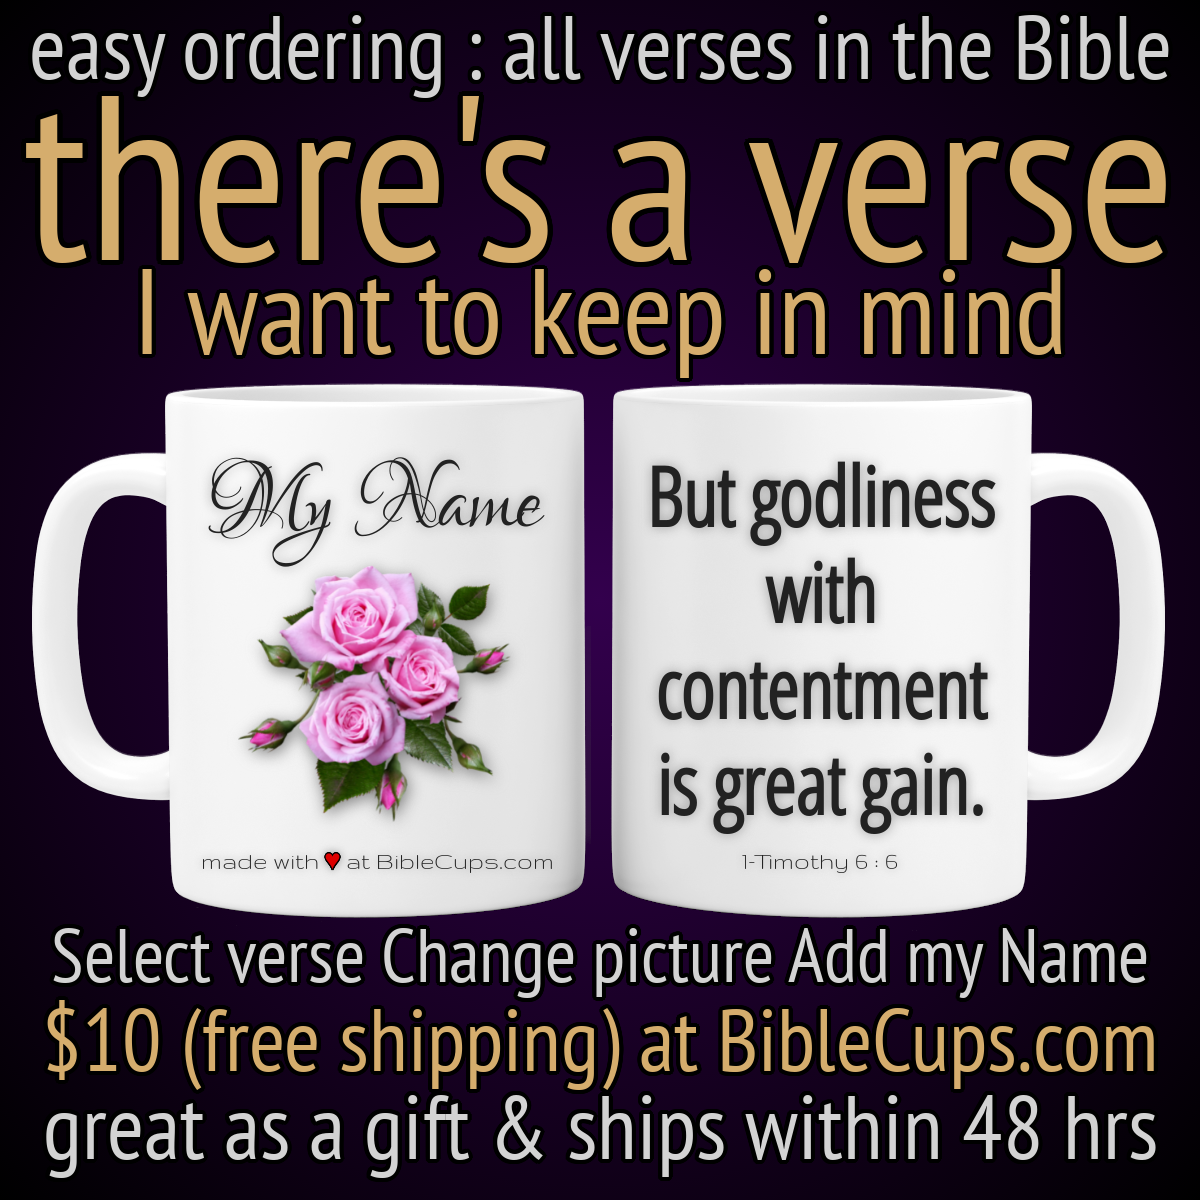 easy ordering : all verses in the Bible
there's a verse
I want to keep in mind
My Name
made with ❤ at BibleCups.com
But godliness
with
contentment
is great gain.
1-Timothy 6 : 6
Select verse Change picture Add my Name
$10 (free shipping) at BibleCups.com
great as a gift & ships within 48 hrs